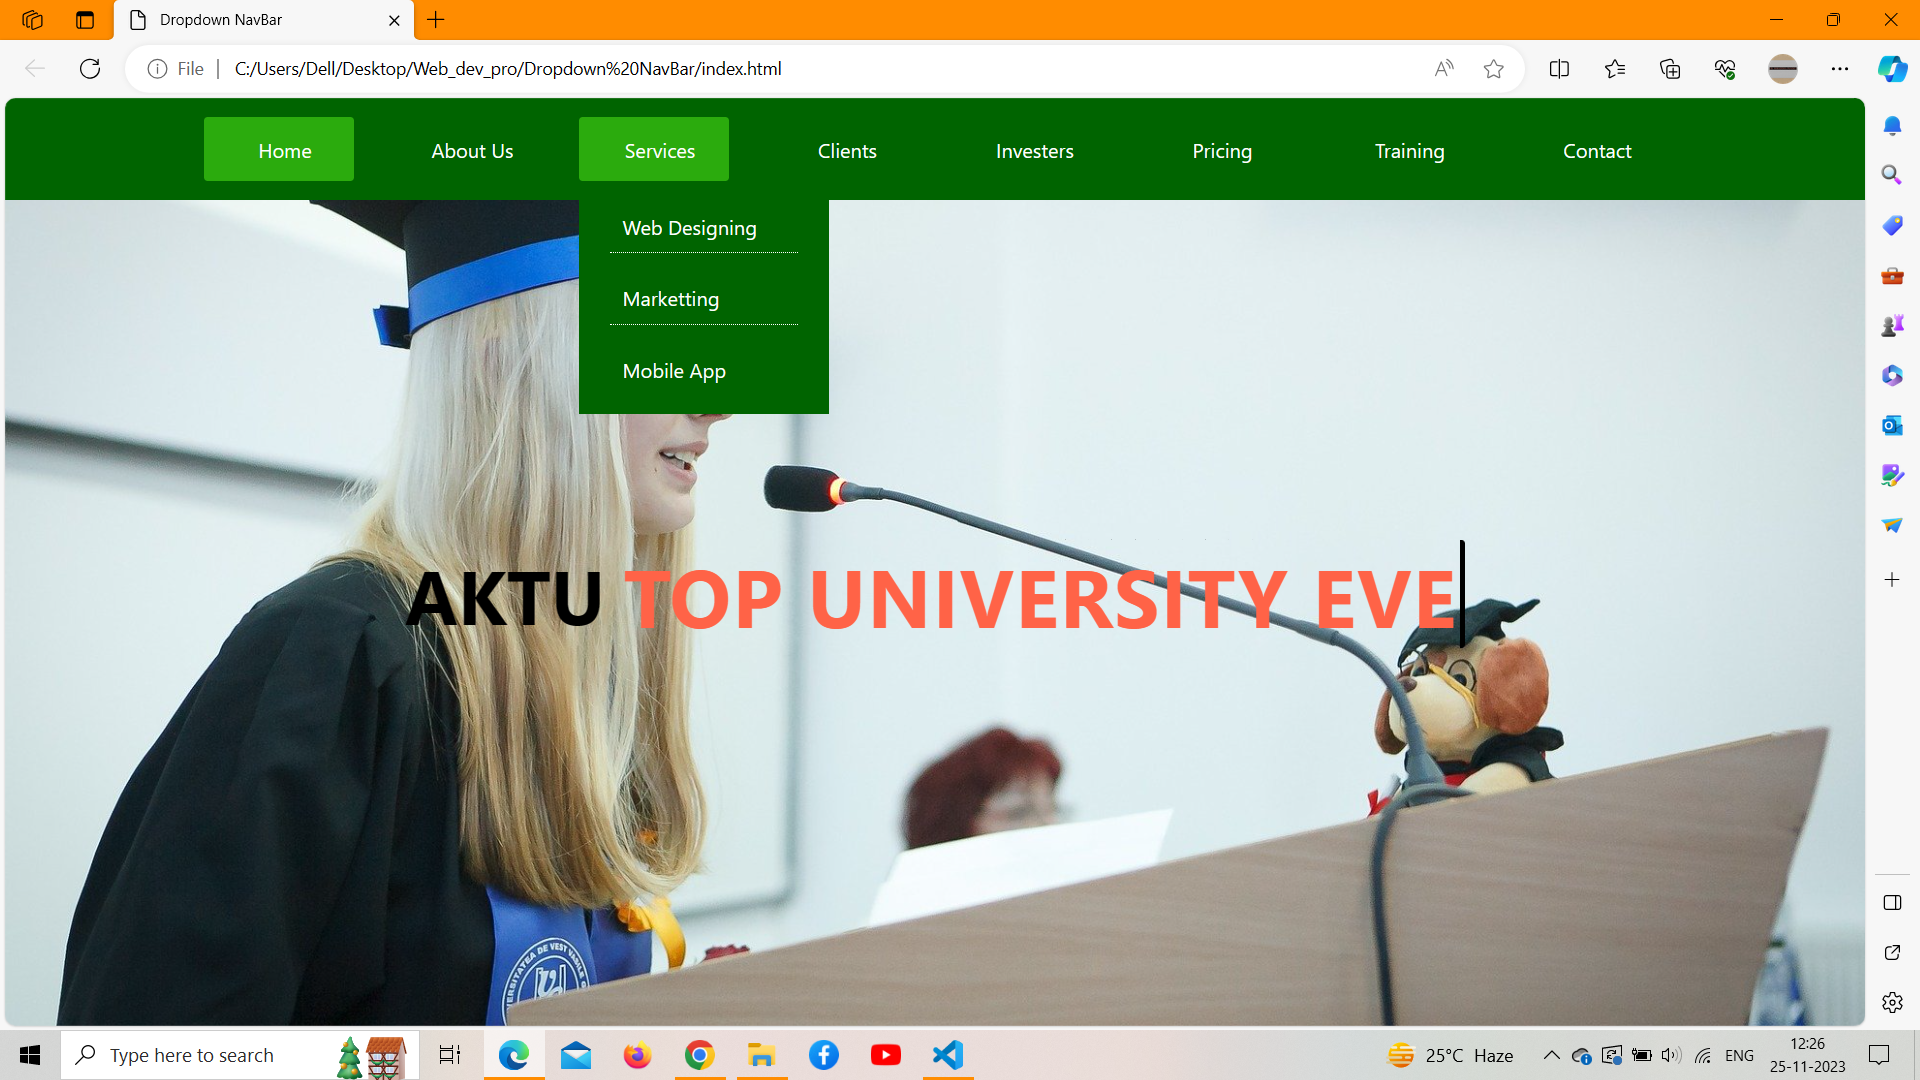 Dropdown NavBar
File C:/Users/Dell/Desktop/Web_dev_pro/Dropdown%20NavBar/index.html
Home About Us Services Clients Investers Pricing Training Contact
Web Designing
Marketting
Mobile App
AKTU TOP UNIVERSITY EVE
Type here to search
25°C Haze
ENG
12:26
25-11-2023